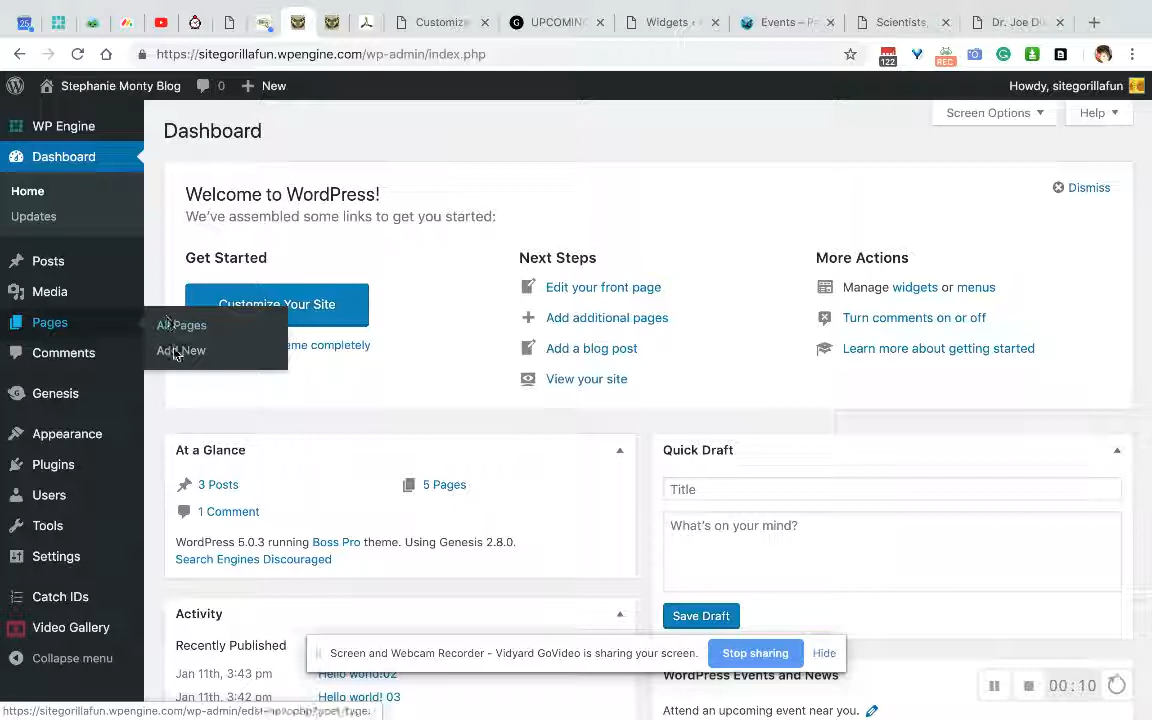 Customize
UPCOMING
Widgets
Events
Scientists,
Dr. Joe D
https://sitegorillafun.wpengine.com/wp-admin/index.php
122
REC
Stephanie Monty Blog
0
New
Howdy, sitegorillafun
WP Engine
Dashboard
Home
Updates
Posts
Media
Pages
All Pages
Add New
Comments
Genesis
Appearance
Plugins
Users
Tools
Settings
Catch IDs
Video Gallery
Collapse menu
Dashboard
Screen Options
Help
Welcome to WordPress!
We've assembled some links to get you started:
Dismiss
Get Started
Customize Your Site
eme completely
Next Steps
Edit your front page
Add additional pages
Add a blog post
View your site
More Actions
Manage widgets or menus
Turn comments on or off
Learn more about getting started
At a Glance
3 Posts
5 Pages
1 Comment
WordPress 5.0.3 running Boss Pro theme. Using Genesis 2.8.0.
Search Engines Discouraged
Quick Draft
Title
What's on your mind?
Save Draft
Activity
Recently Published
Jan 11th, 3:43 pm
Hello world!02
Jan 11th, 3:42 pm
Hello world! 03
Screen and Webcam Recorder - Vidyard GoVideo is sharing your screen.
Stop sharing
Hide
WordPress Events and News
Attend an upcoming event near you.
00:10